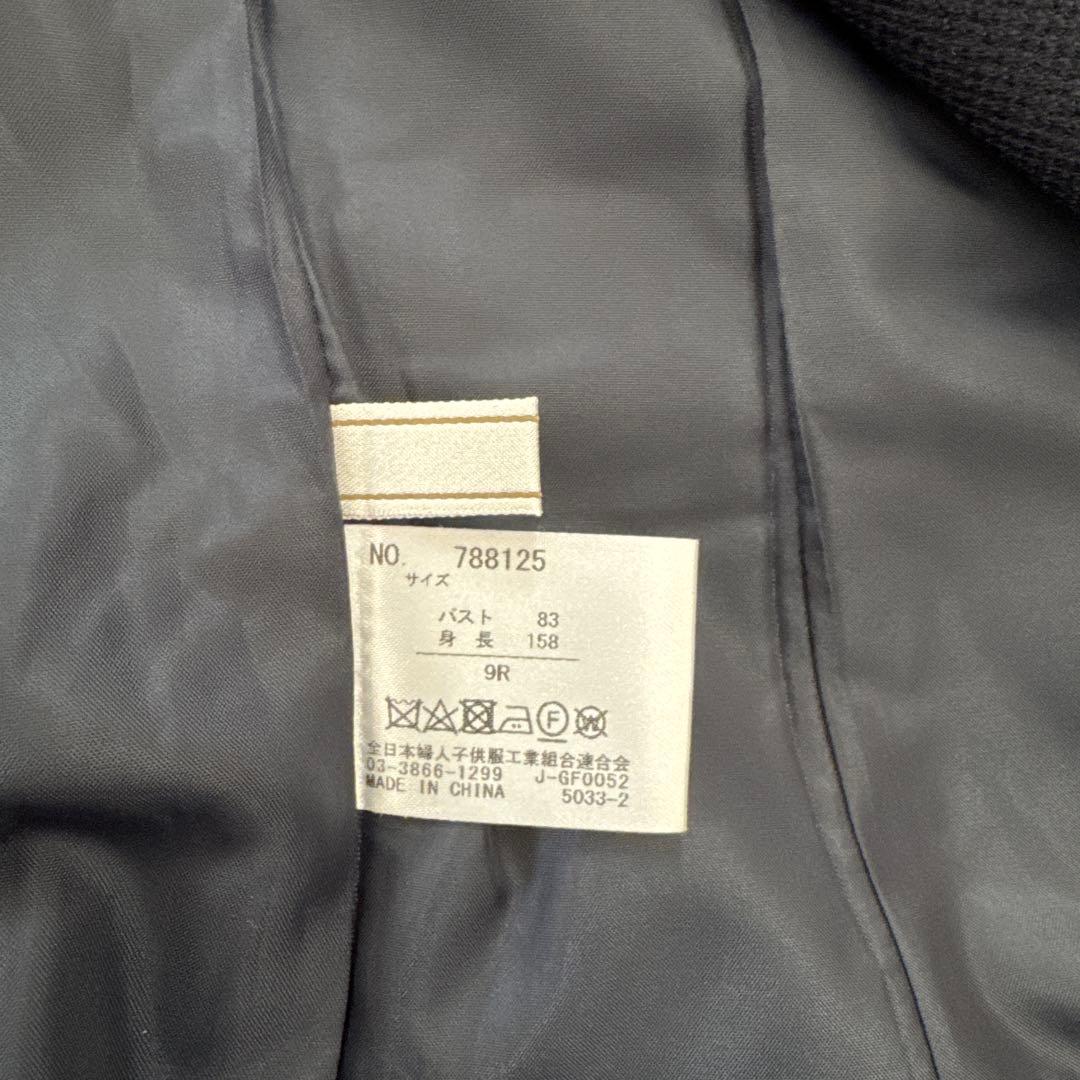 NO. 788125
サイズ
バスト 83
身 長 158
9R
F W
全日本婦人子供服工業組合連合会
03-3866-1299 J-GF0052
MADE IN CHINA 5033-2